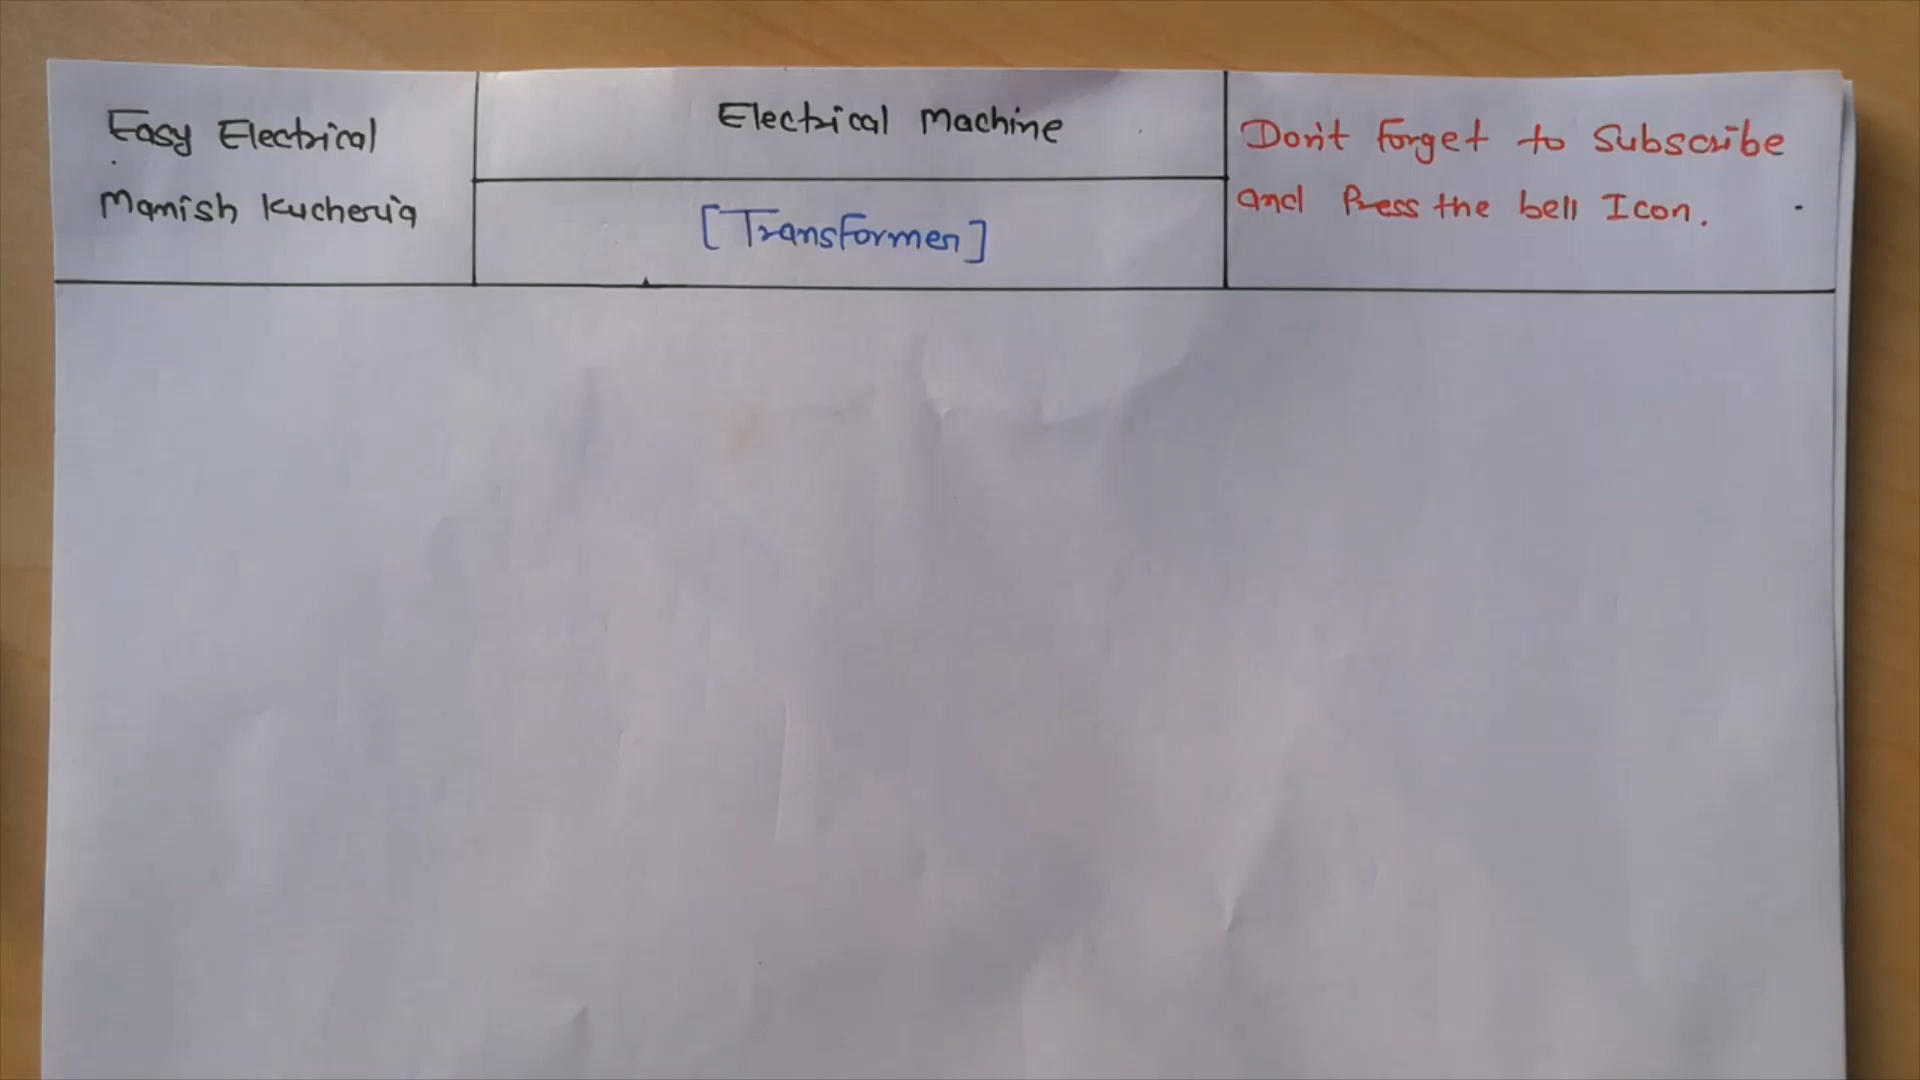 Easy Electrical
Manish Kucheria
Electrical Machine
[Transformer]
Don't forget to Subscribe
and Press the bell Icon.